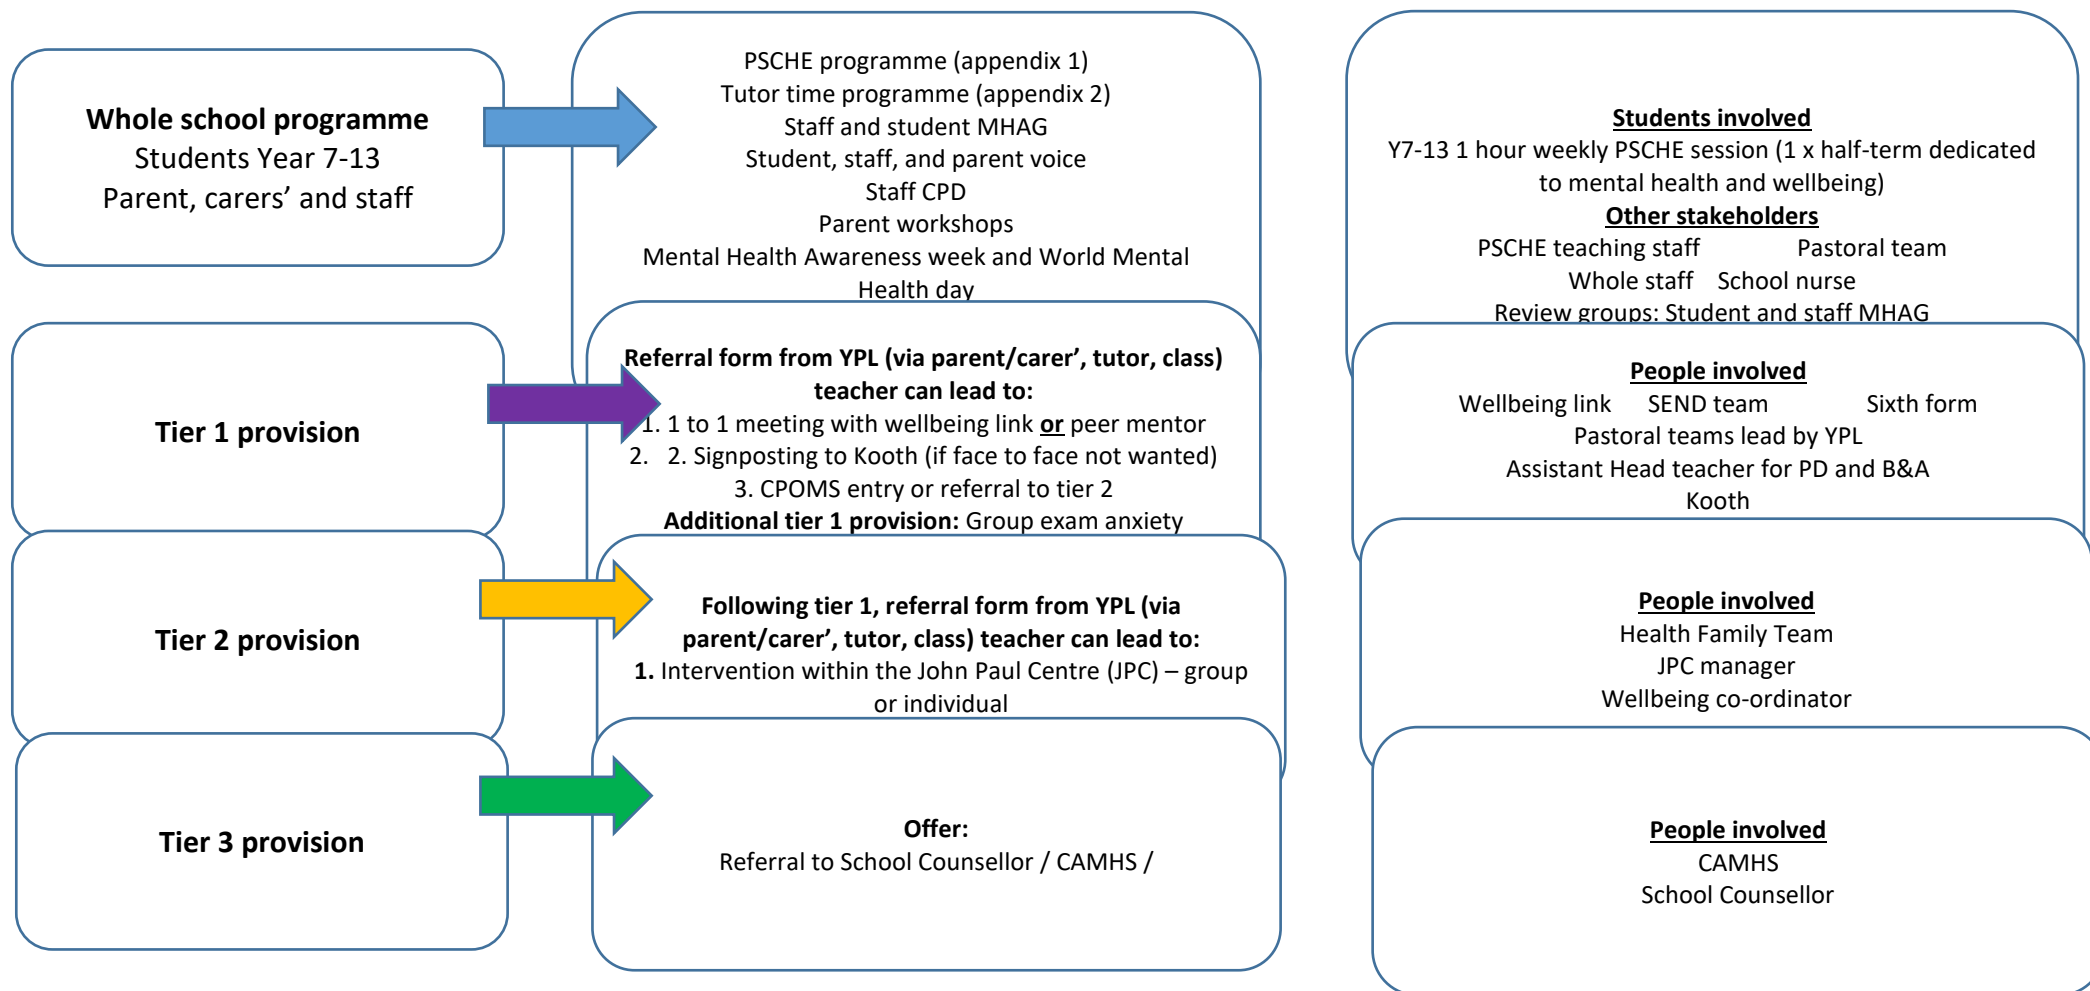 Whole school programme
Students Year 7-13
Parent, carers’ and staff
PSCHE programme (appendix 1)
Tutor time programme (appendix 2)
Staff and student MHAG
Student, staff, and parent voice
Staff CPD
Parent workshops
Mental Health Awareness week and World Mental
Health day
Students involved
Y7-13 1 hour weekly PSCHE session (1 x half-term dedicated
to mental health and wellbeing)
Other stakeholders
PSCHE teaching staff Pastoral team
Whole staff School nurse
Review groups: Student and staff MHAG
Tier 1 provision
Referral form from YPL (via parent/carer’, tutor, class)
teacher can lead to:
1. 1 to 1 meeting with wellbeing link or peer mentor
2. 2. Signposting to Kooth (if face to face not wanted)
3. CPOMS entry or referral to tier 2
Additional tier 1 provision: Group exam anxiety
People involved
Wellbeing link SEND team Sixth form
Pastoral teams lead by YPL
Assistant Head teacher for PD and B&A
Kooth
Tier 2 provision
Following tier 1, referral form from YPL (via
parent/carer’, tutor, class) teacher can lead to:
1. Intervention within the John Paul Centre (JPC) – group
or individual
People involved
Health Family Team
JPC manager
Wellbeing co-ordinator
Tier 3 provision
Offer:
Referral to School Counsellor / CAMHS /
People involved
CAMHS
School Counsellor